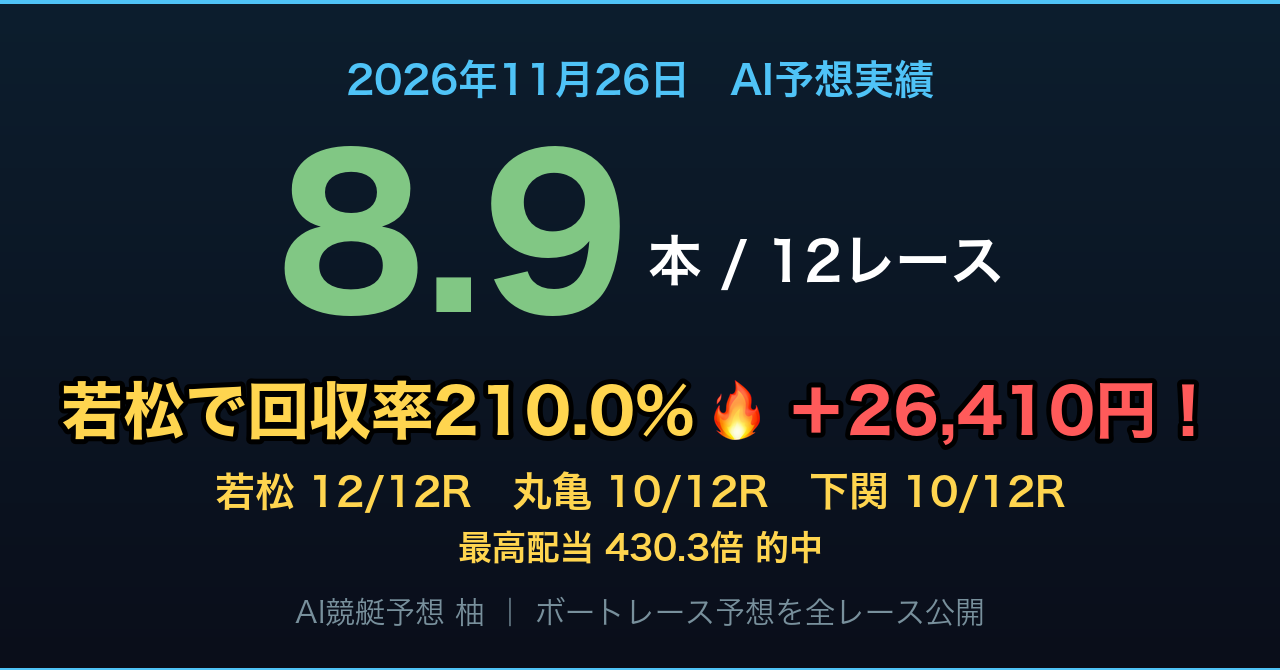 2026年11月26日　AI予想実績
8.9 本 / 12レース
若松で回収率210.0%🔥 ＋26,410円！
若松 12/12R　丸亀 10/12R　下関 10/12R
最高配当 430.3倍 的中
AI競艇予想 柚 ｜ ボートレース予想を全レース公開